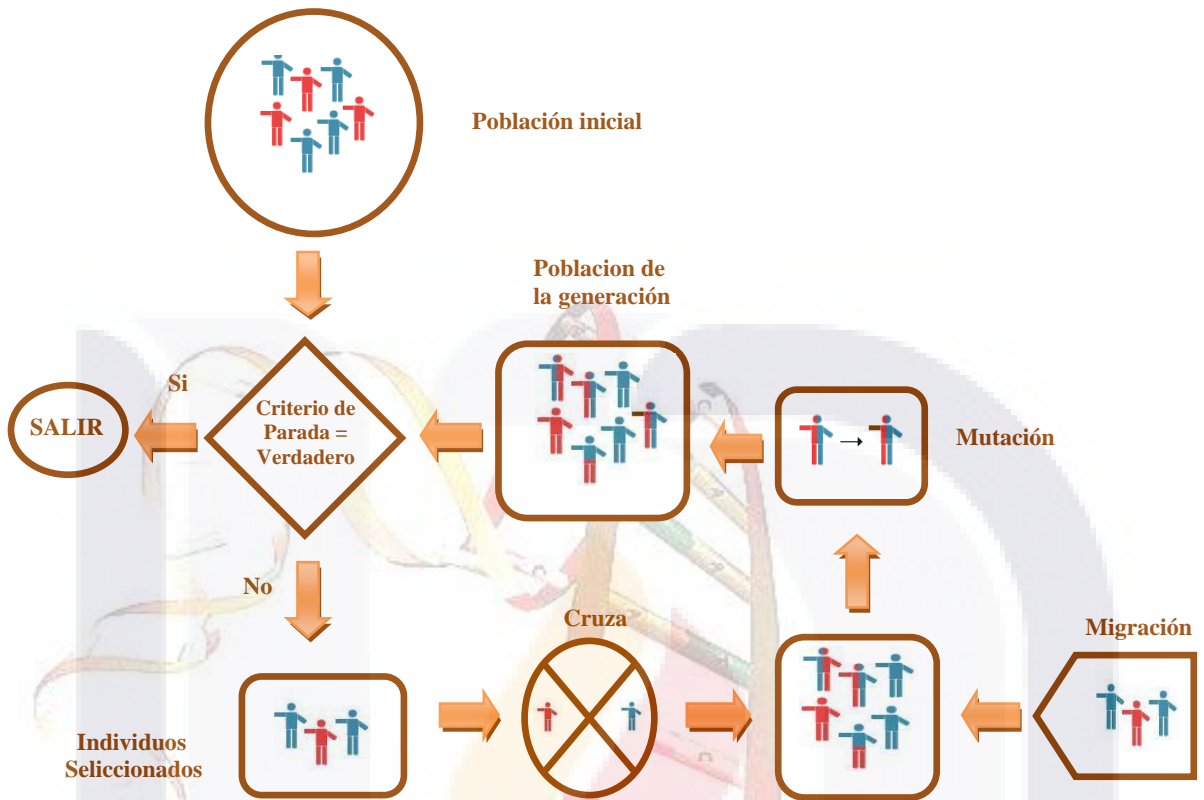 Población inicial
Poblacion de
la generación
Si
SALIR
Criterio de
Parada =
Verdadero
Mutación
No
Cruza
Migración
Individuos
Seliccionados